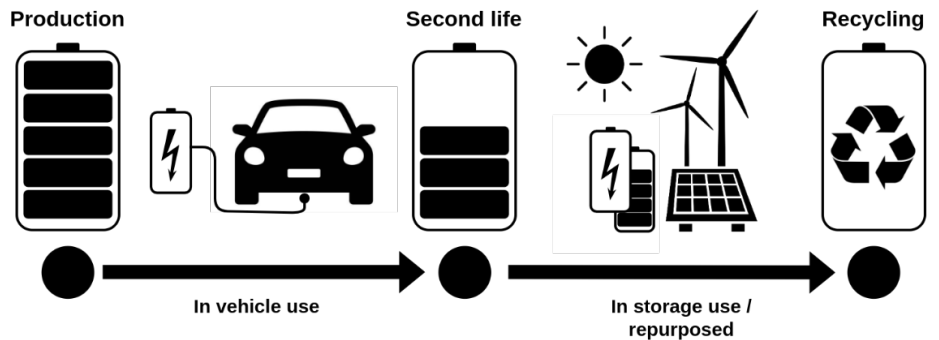 Production
Second life
Recycling
In vehicle use
In storage use /
repurposed